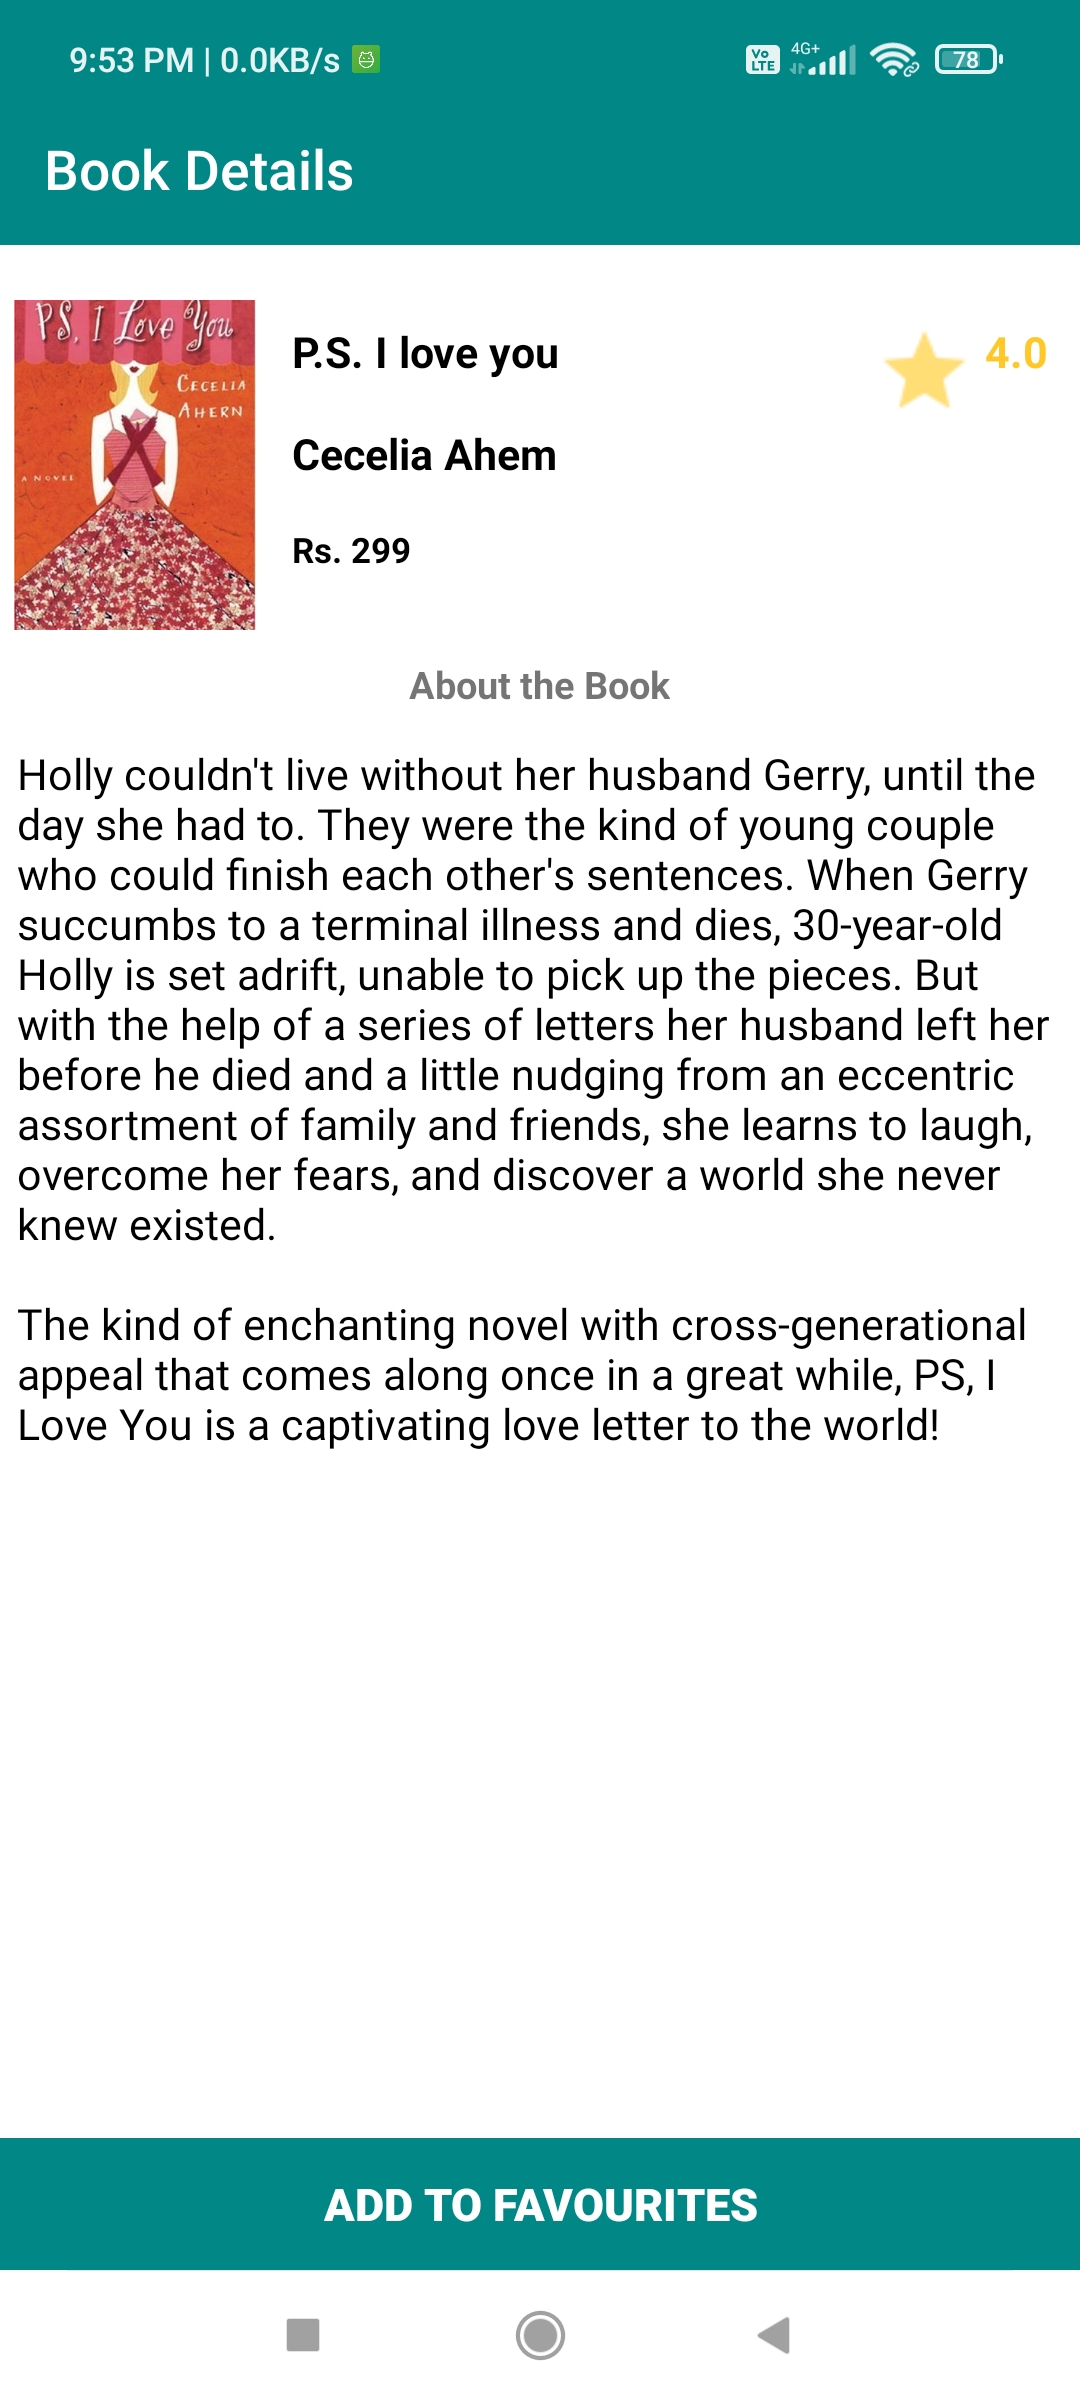 9:53 PM | 0.0KB/s
Vo LTE 4G+ 78
Book Details
PS, I Love You
CECELIA
AHERN
A NOVEL
P.S. I love you
4.0
Cecelia Ahem
Rs. 299
About the Book
Holly couldn't live without her husband Gerry, until the
day she had to. They were the kind of young couple
who could finish each other's sentences. When Gerry
succumbs to a terminal illness and dies, 30-year-old
Holly is set adrift, unable to pick up the pieces. But
with the help of a series of letters her husband left her
before he died and a little nudging from an eccentric
assortment of family and friends, she learns to laugh,
overcome her fears, and discover a world she never
knew existed.
The kind of enchanting novel with cross-generational
appeal that comes along once in a great while, PS, I
Love You is a captivating love letter to the world!
ADD TO FAVOURITES